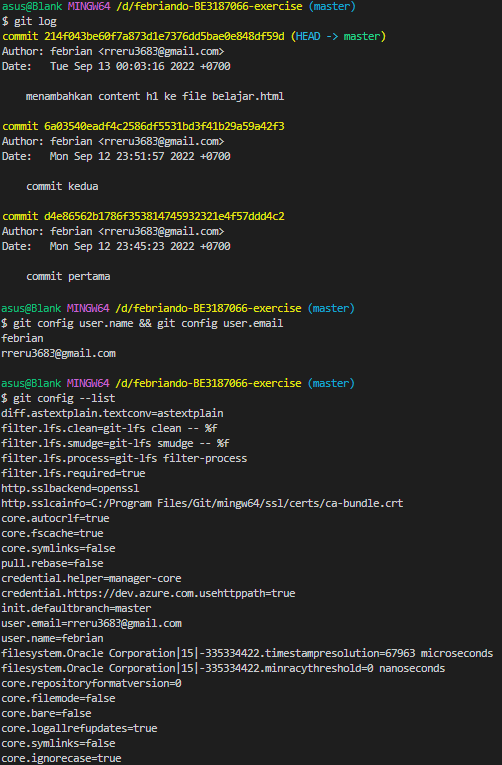 asus@Blank MINGW64 /d/febriando-BE3187066-exercise (master)
$ git log
commit 214f043be60f7a873d1e7376dd5bae0e848df59d (HEAD -> master)
Author: febrian <rreru3683@gmail.com>
Date:   Tue Sep 13 00:03:16 2022 +0700
    menambahkan content h1 ke file belajar.html
commit 6a03540eadf4c2586df5531bd3f41b29a59a42f3
Author: febrian <rreru3683@gmail.com>
Date:   Mon Sep 12 23:51:57 2022 +0700
    commit kedua
commit d4e86562b1786f353814745932321e4f57ddd4c2
Author: febrian <rreru3683@gmail.com>
Date:   Mon Sep 12 23:45:23 2022 +0700
    commit pertama
asus@Blank MINGW64 /d/febriando-BE3187066-exercise (master)
$ git config user.name && git config user.email
febrian
rreru3683@gmail.com
asus@Blank MINGW64 /d/febriando-BE3187066-exercise (master)
$ git config --list
diff.astextplain.textconv=astextplain
filter.lfs.clean=git-lfs clean -- %f
filter.lfs.smudge=git-lfs smudge -- %f
filter.lfs.process=git-lfs filter-process
filter.lfs.required=true
http.sslbackend=openssl
http.sslcainfo=C:/Program Files/Git/mingw64/ssl/certs/ca-bundle.crt
core.autocrlf=true
core.fscache=true
core.symlinks=false
pull.rebase=false
credential.helper=manager-core
credential.https://dev.azure.com.usehttppath=true
init.defaultbranch=master
user.email=rreru3683@gmail.com
user.name=febrian
filesystem.Oracle Corporation|15|-335334422.timestampresolution=67963 microseconds
filesystem.Oracle Corporation|15|-335334422.minracythreshold=0 nanoseconds
core.repositoryformatversion=0
core.filemode=false
core.bare=false
core.logallrefupdates=true
core.symlinks=false
core.ignorecase=true